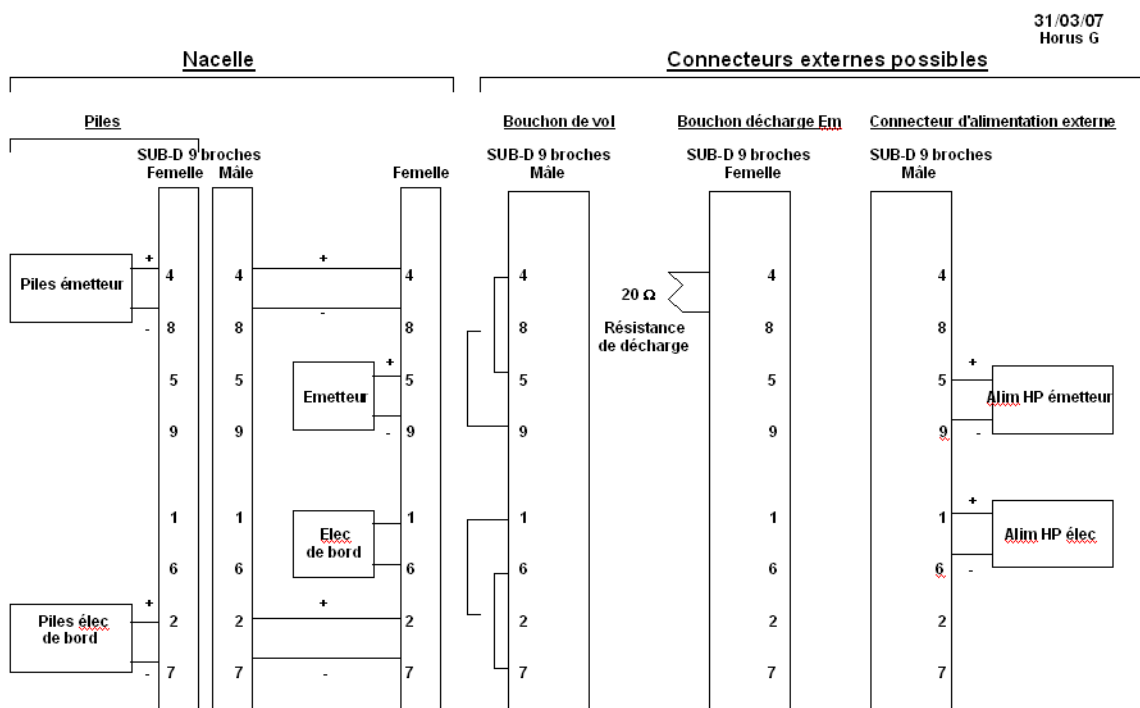 31/03/07
Horus G
Nacelle
Connecteurs externes possibles
Piles
Bouchon de vol
Bouchon décharge Em
Connecteur d'alimentation externe
SUB-D 9 broches
Femelle Mâle
Femelle
SUB-D 9 broches
Mâle
SUB-D 9 broches
Femelle
SUB-D 9 broches
Mâle
Piles émetteur
+ 4 4 + 4 4 4 4
- 8 8 - 8 8 8 8
20 Ω
Résistance
de décharge
Emetteur
+ 5 5 5 5 5 5 +
- 9 9 9 9 9 9 -
Alim HP émetteur
Elec
de bord
1 1 1 1 1 1 +
6 6 6 6 6 6 -
Alim HP élec
Piles élec
de bord
+ 2 2 + 2 2 2 2
- 7 7 - 7 7 7 7